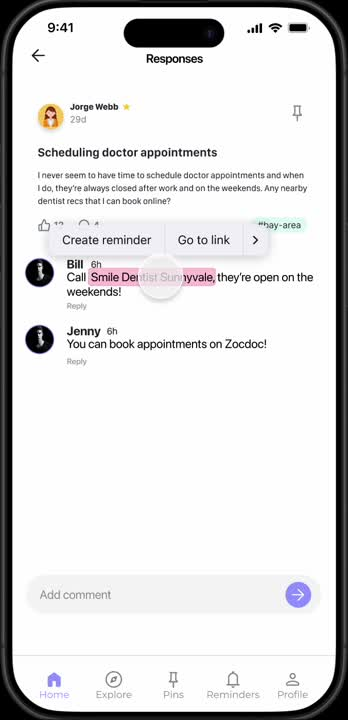 9:41
Responses
Jorge Webb
29d
Scheduling doctor appointments
I never seem to have time to schedule doctor appointments and when
I do, they're always closed after work and on the weekends. Any nearby
dentist recs that I can book online?
#bay-area
Create reminder Go to link
Bill 6h
Call Smile Dentist Sunnyvale, they're open on the
weekends!
Reply
Jenny 6h
You can book appointments on Zocdoc!
Reply
Add comment
Home Explore Pins Reminders Profile